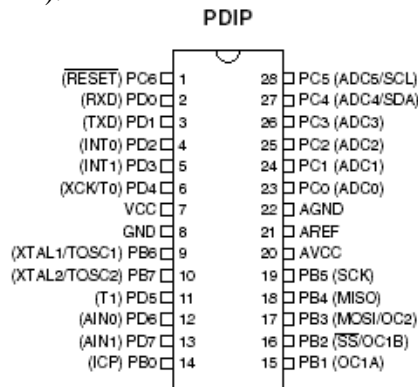 PDIP
(RESET) PC6 1 28 PC5 (ADC5/SCL)
(RXD) PD0 2 27 PC4 (ADC4/SDA)
(TXD) PD1 3 26 PC3 (ADC3)
(INT0) PD2 4 25 PC2 (ADC2)
(INT1) PD3 5 24 PC1 (ADC1)
(XCK/T0) PD4 6 23 PC0 (ADC0)
VCC 7 22 AGND
GND 8 21 AREF
(XTAL1/TOSC1) PB6 9 20 AVCC
(XTAL2/TOSC2) PB7 10 19 PB5 (SCK)
(T1) PD5 11 18 PB4 (MISO)
(AIN0) PD6 12 17 PB3 (MOSI/OC2)
(AIN1) PD7 13 16 PB2 (SS/OC1B)
(ICP) PB0 14 15 PB1 (OC1A)